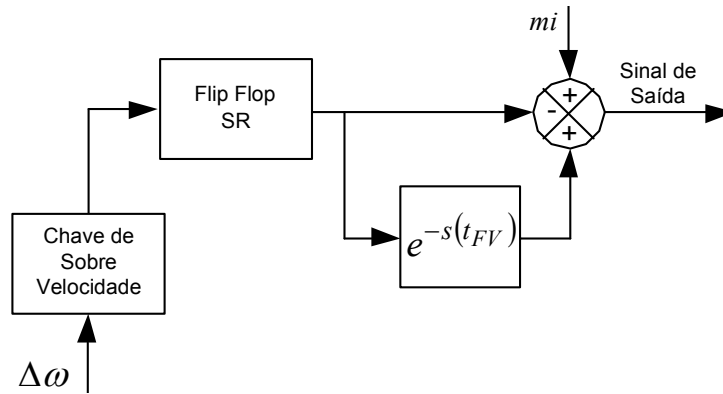 mi
Flip Flop
SR
Sinal de
Saída
+
-
+
Chave de
Sobre
Velocidade
e^{-s(t_{FV})}
Δω